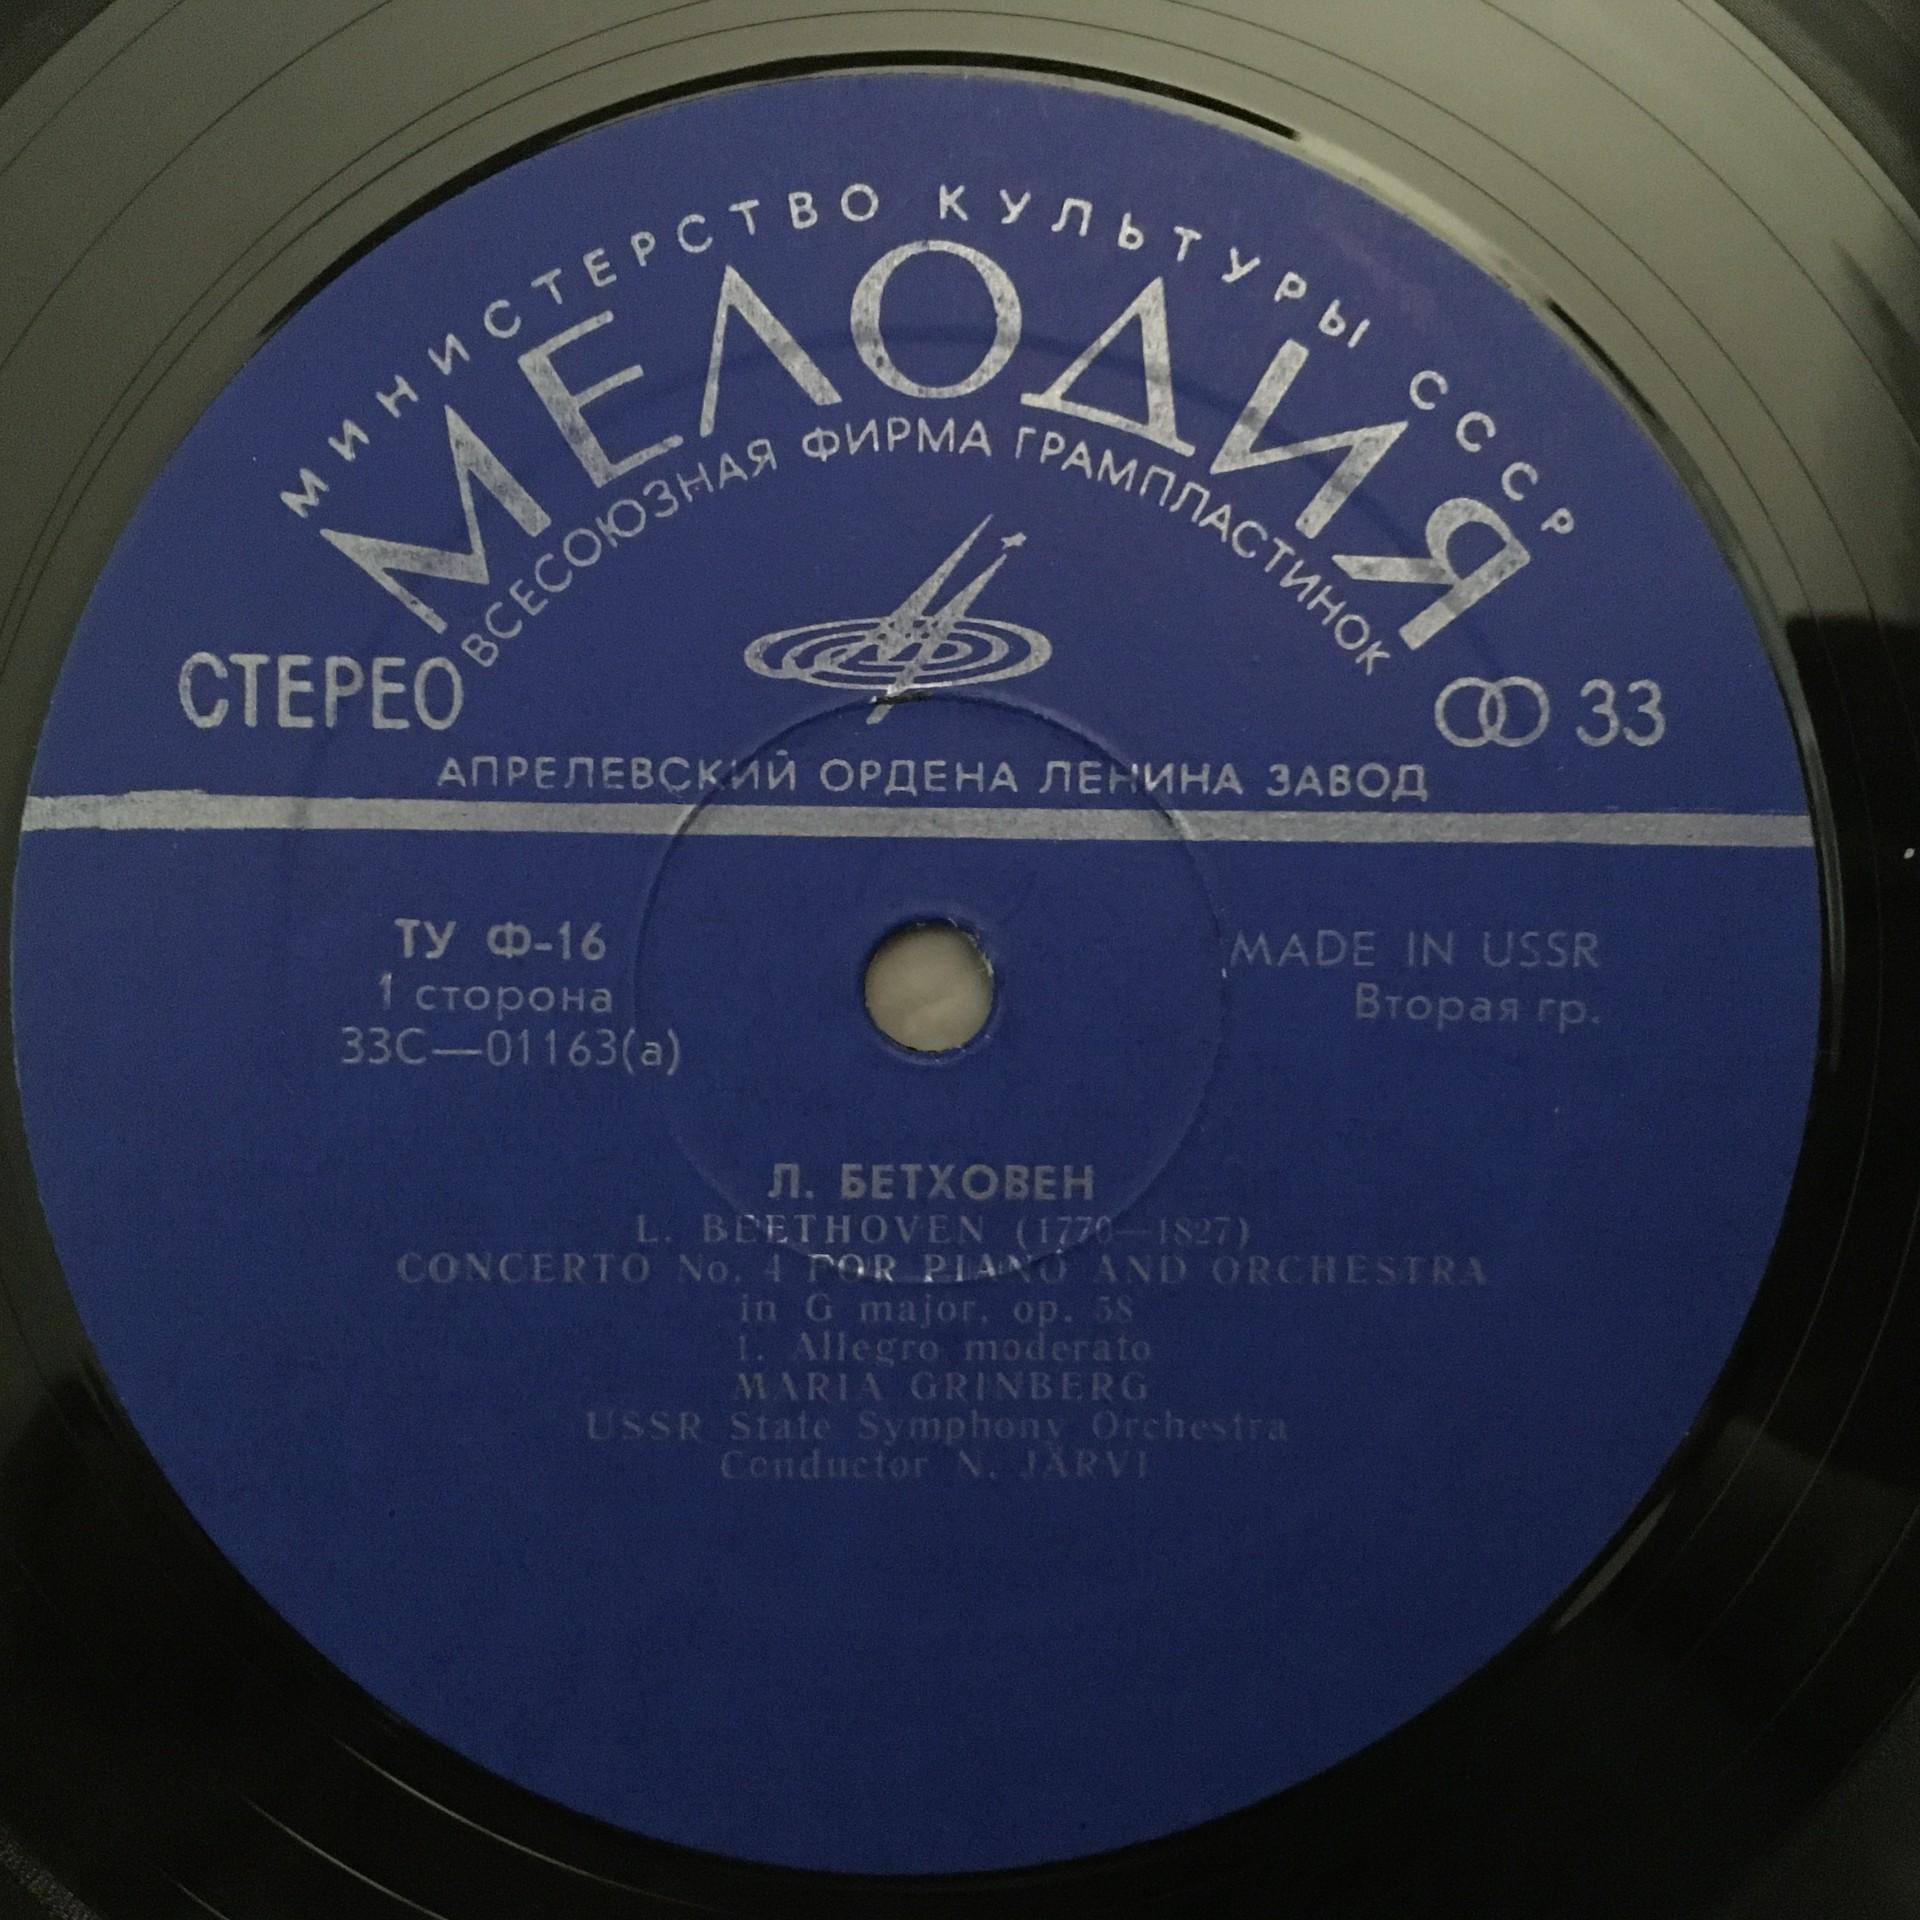 МИНИСТЕРСТВО КУЛЬТУРЫ СССР
МЕЛОДИЯ
ВСЕСОЮЗНАЯ ФИРМА ГРАМПЛАСТИНОК
СТЕРЕО
33
АПРЕЛЕВСКИЙ ОРДЕНА ЛЕНИНА ЗАВОД
ТУ Ф-16
1 сторона
33С—01163(а)
MADE IN USSR
Вторая гр.
Л. БЕТХОВЕН
L. BEETHOVEN (1770—1827)
CONCERTO No. 4 FOR PIANO AND ORCHESTRA
in G major, op. 58
1. Allegro moderato
MARIA GRINBERG
USSR State Symphony Orchestra
Conductor N. JÄRVI